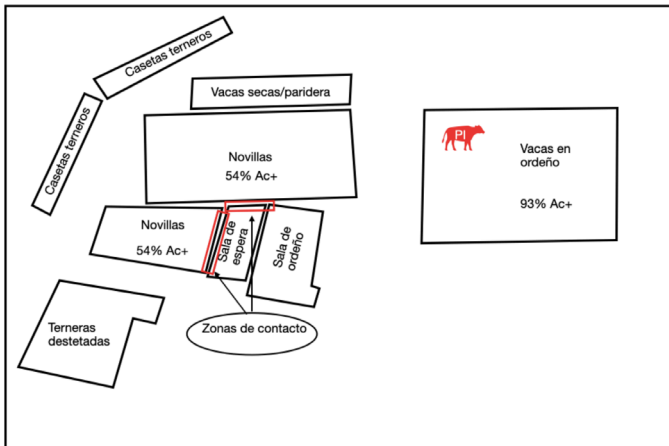 Casetas terneros
Casetas terneros
Vacas secas/paridera
Novillas
54% Ac+
PI
Vacas en
ordeño
93% Ac+
Novillas
54% Ac+
Sala de
espera
Sala de
ordeño
Zonas de contacto
Terneras
destetadas